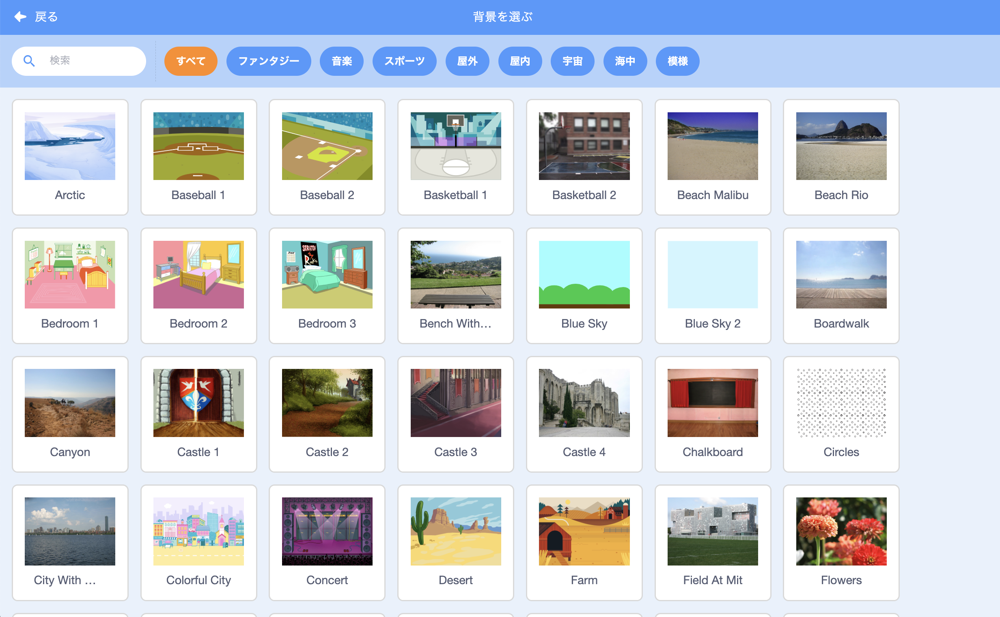 戻る
背景を選ぶ
検索
すべて
ファンタジー
音楽
スポーツ
屋外
屋内
宇宙
海中
模様
Arctic
Baseball 1
Baseball 2
Basketball 1
Basketball 2
Beach Malibu
Beach Rio
JULY
SCRATCH
Rocks
Bedroom 1
Bedroom 2
Bedroom 3
Bench With...
Blue Sky
Blue Sky 2
Boardwalk
Canyon
Castle 1
Castle 2
Castle 3
Castle 4
Chalkboard
Circles
City With ...
Colorful City
Concert
Desert
Farm
Field At Mit
Flowers